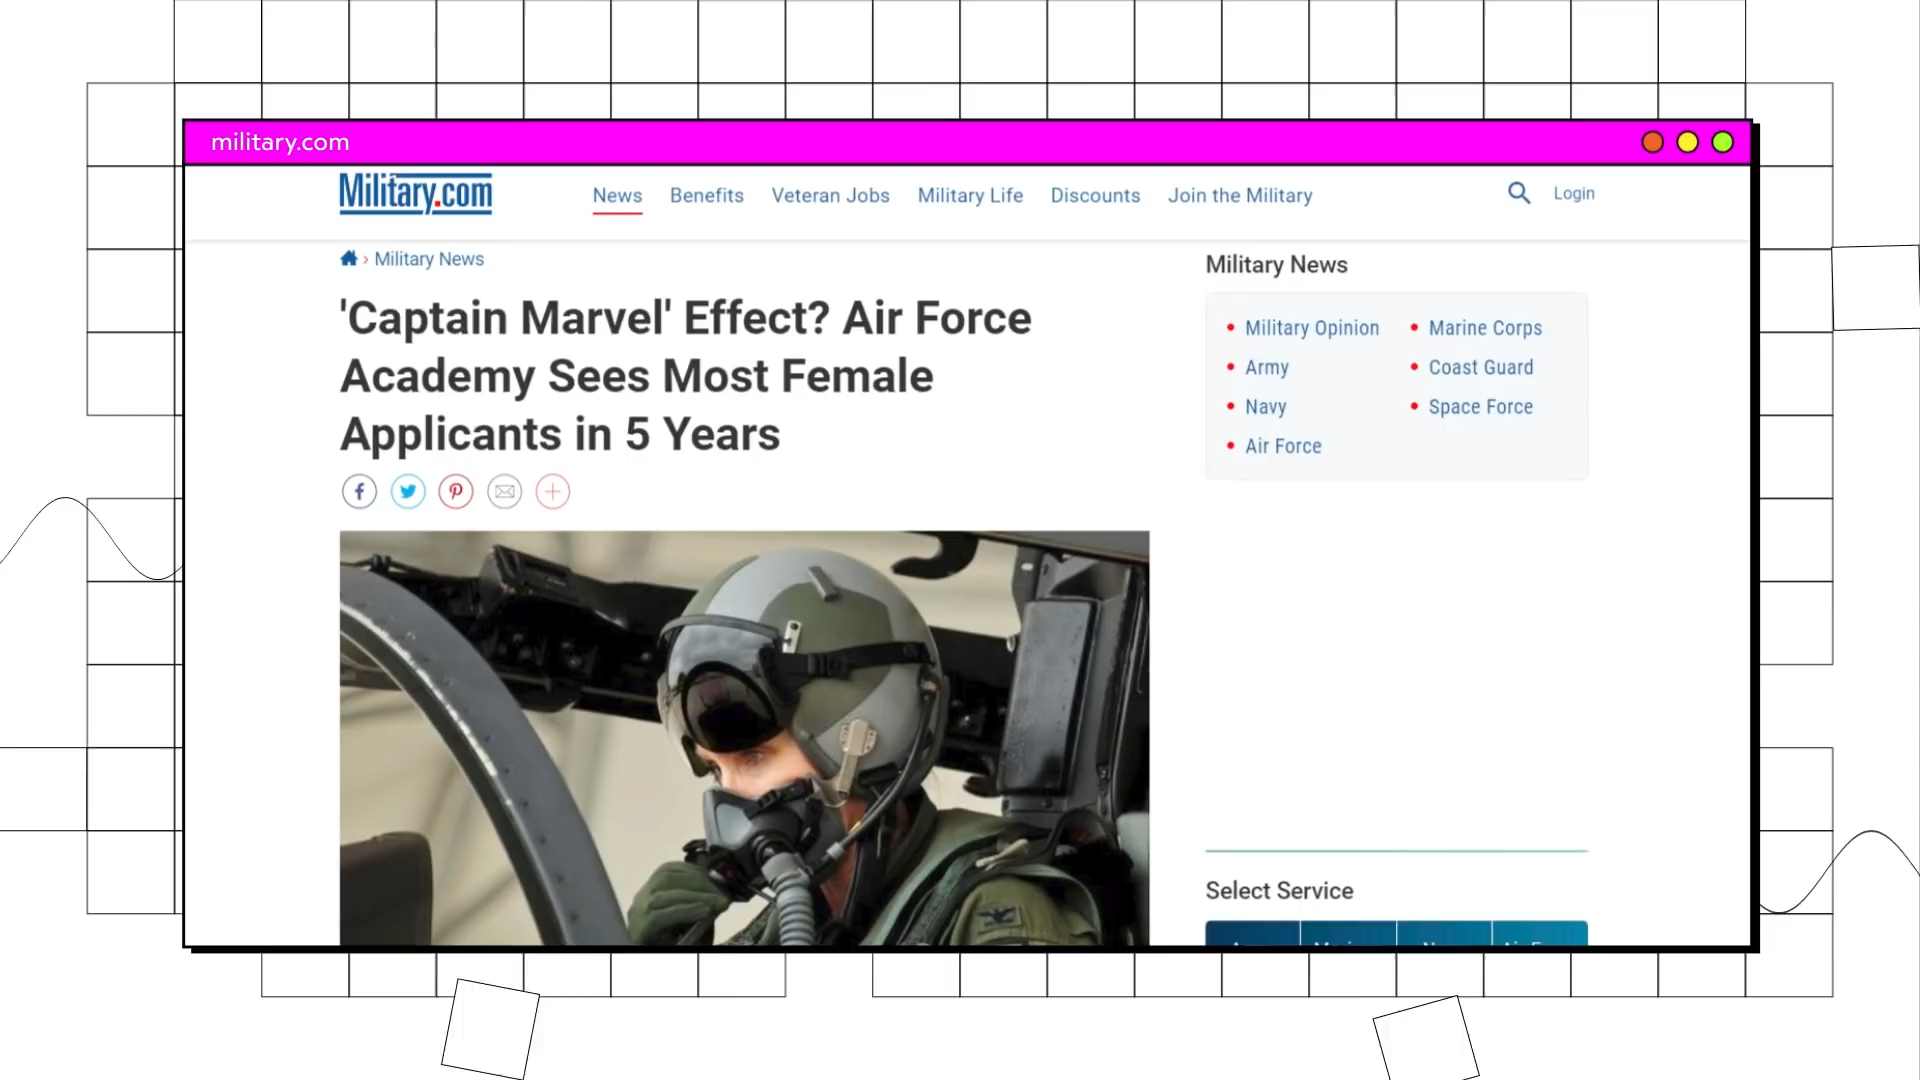 military.com
Military.com
News Benefits Veteran Jobs Military Life Discounts Join the Military Login
Military News
'Captain Marvel' Effect? Air Force
Academy Sees Most Female
Applicants in 5 Years
Military News
Military Opinion
Army
Navy
Air Force
Marine Corps
Coast Guard
Space Force
Select Service